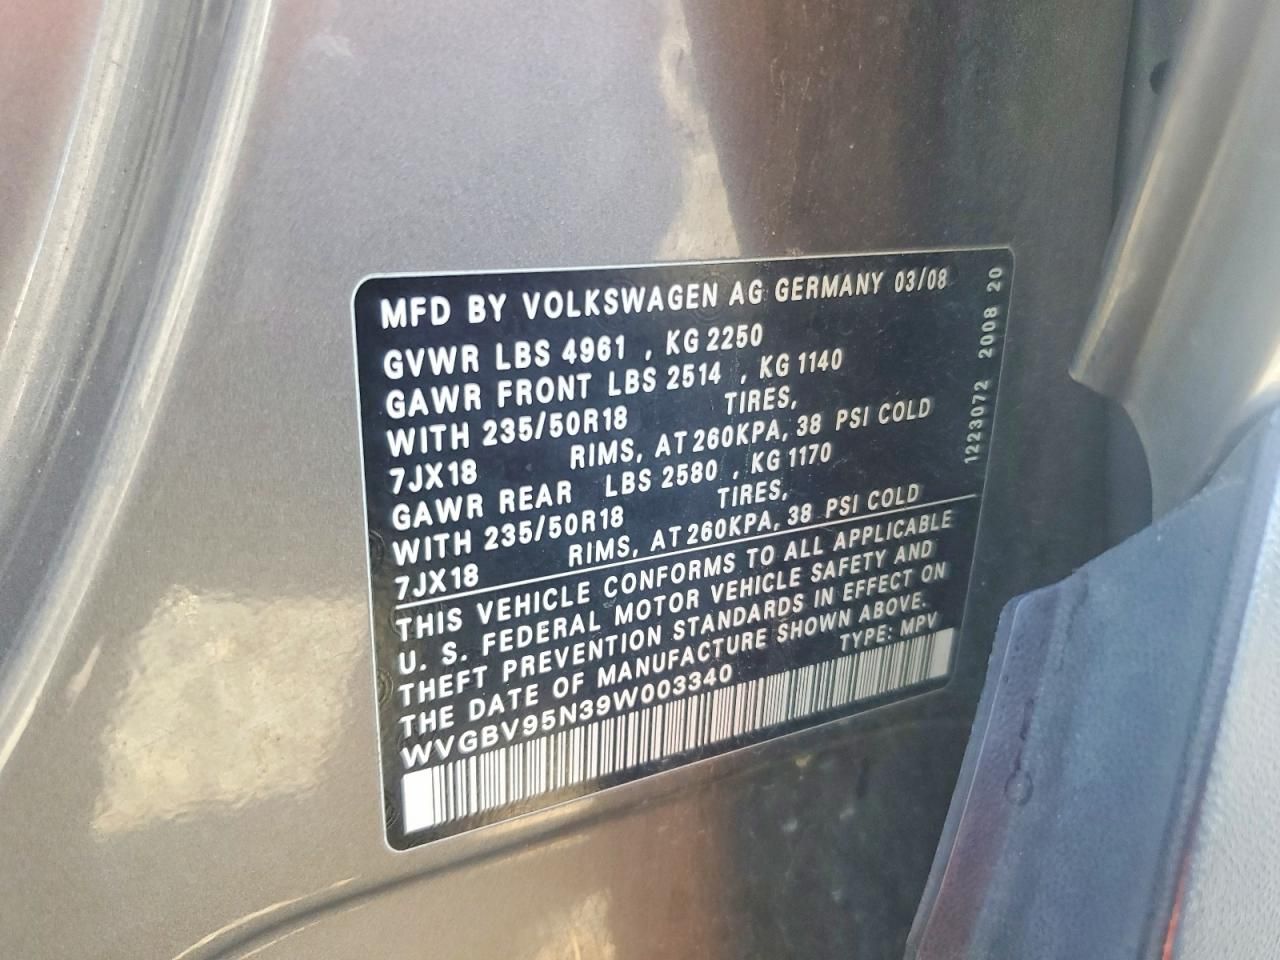 MFD BY VOLKSWAGEN AG GERMANY 03/08
GVWR LBS 4961 , KG 2250
GAWR FRONT LBS 2514 , KG 1140
WITH 235/50R18 TIRES,
7JX18 RIMS, AT 260KPA, 38 PSI COLD
GAWR REAR LBS 2580 , KG 1170
WITH 235/50R18 TIRES,
7JX18 RIMS, AT 260KPA, 38 PSI COLD
THIS VEHICLE CONFORMS TO ALL APPLICABLE
U. S. FEDERAL MOTOR VEHICLE SAFETY AND
THEFT PREVENTION STANDARDS IN EFFECT ON
THE DATE OF MANUFACTURE SHOWN ABOVE.
WVGBV95N39W003340 TYPE: MPV
1223072 2008 20